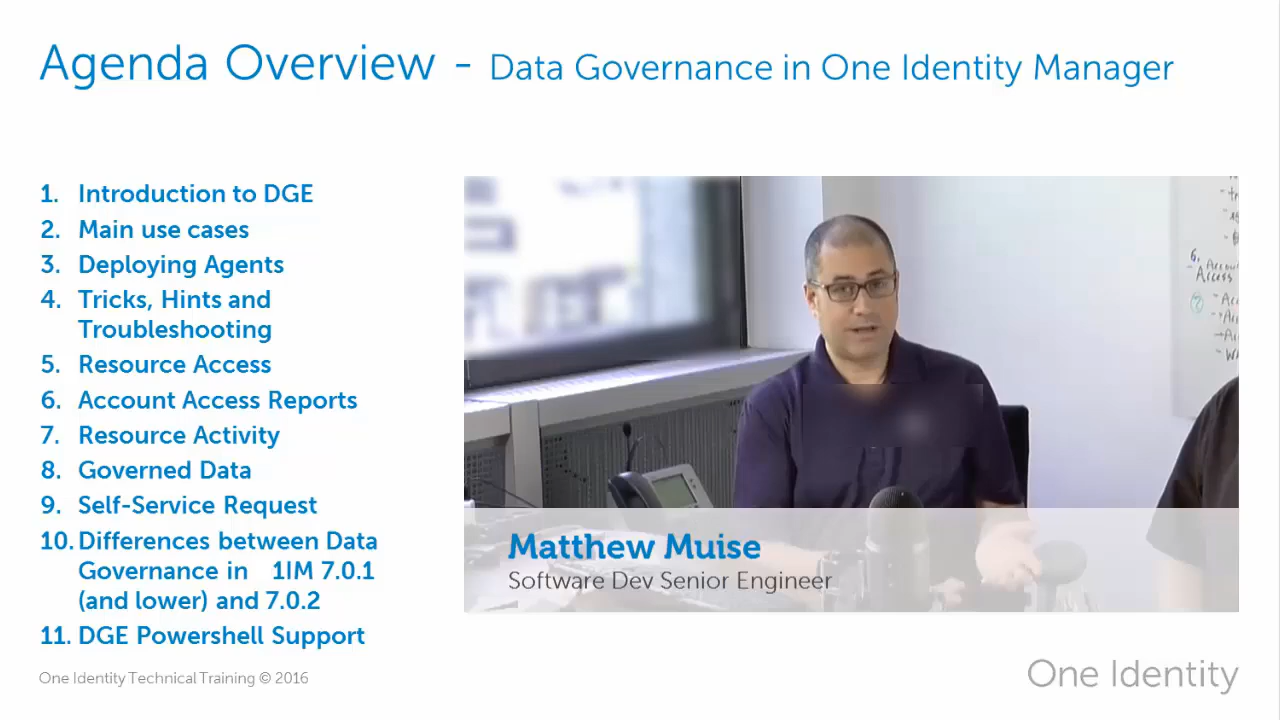 Agenda Overview - Data Governance in One Identity Manager
1. Introduction to DGE
2. Main use cases
3. Deploying Agents
4. Tricks, Hints and
Troubleshooting
5. Resource Access
6. Account Access Reports
7. Resource Activity
8. Governed Data
9. Self-Service Request
10. Differences between Data
Governance in 1IM 7.0.1
(and lower) and 7.0.2
11. DGE Powershell Support
6.
Access
Matthew Muise
Software Dev Senior Engineer
One Identity Technical Training © 2016
One Identity